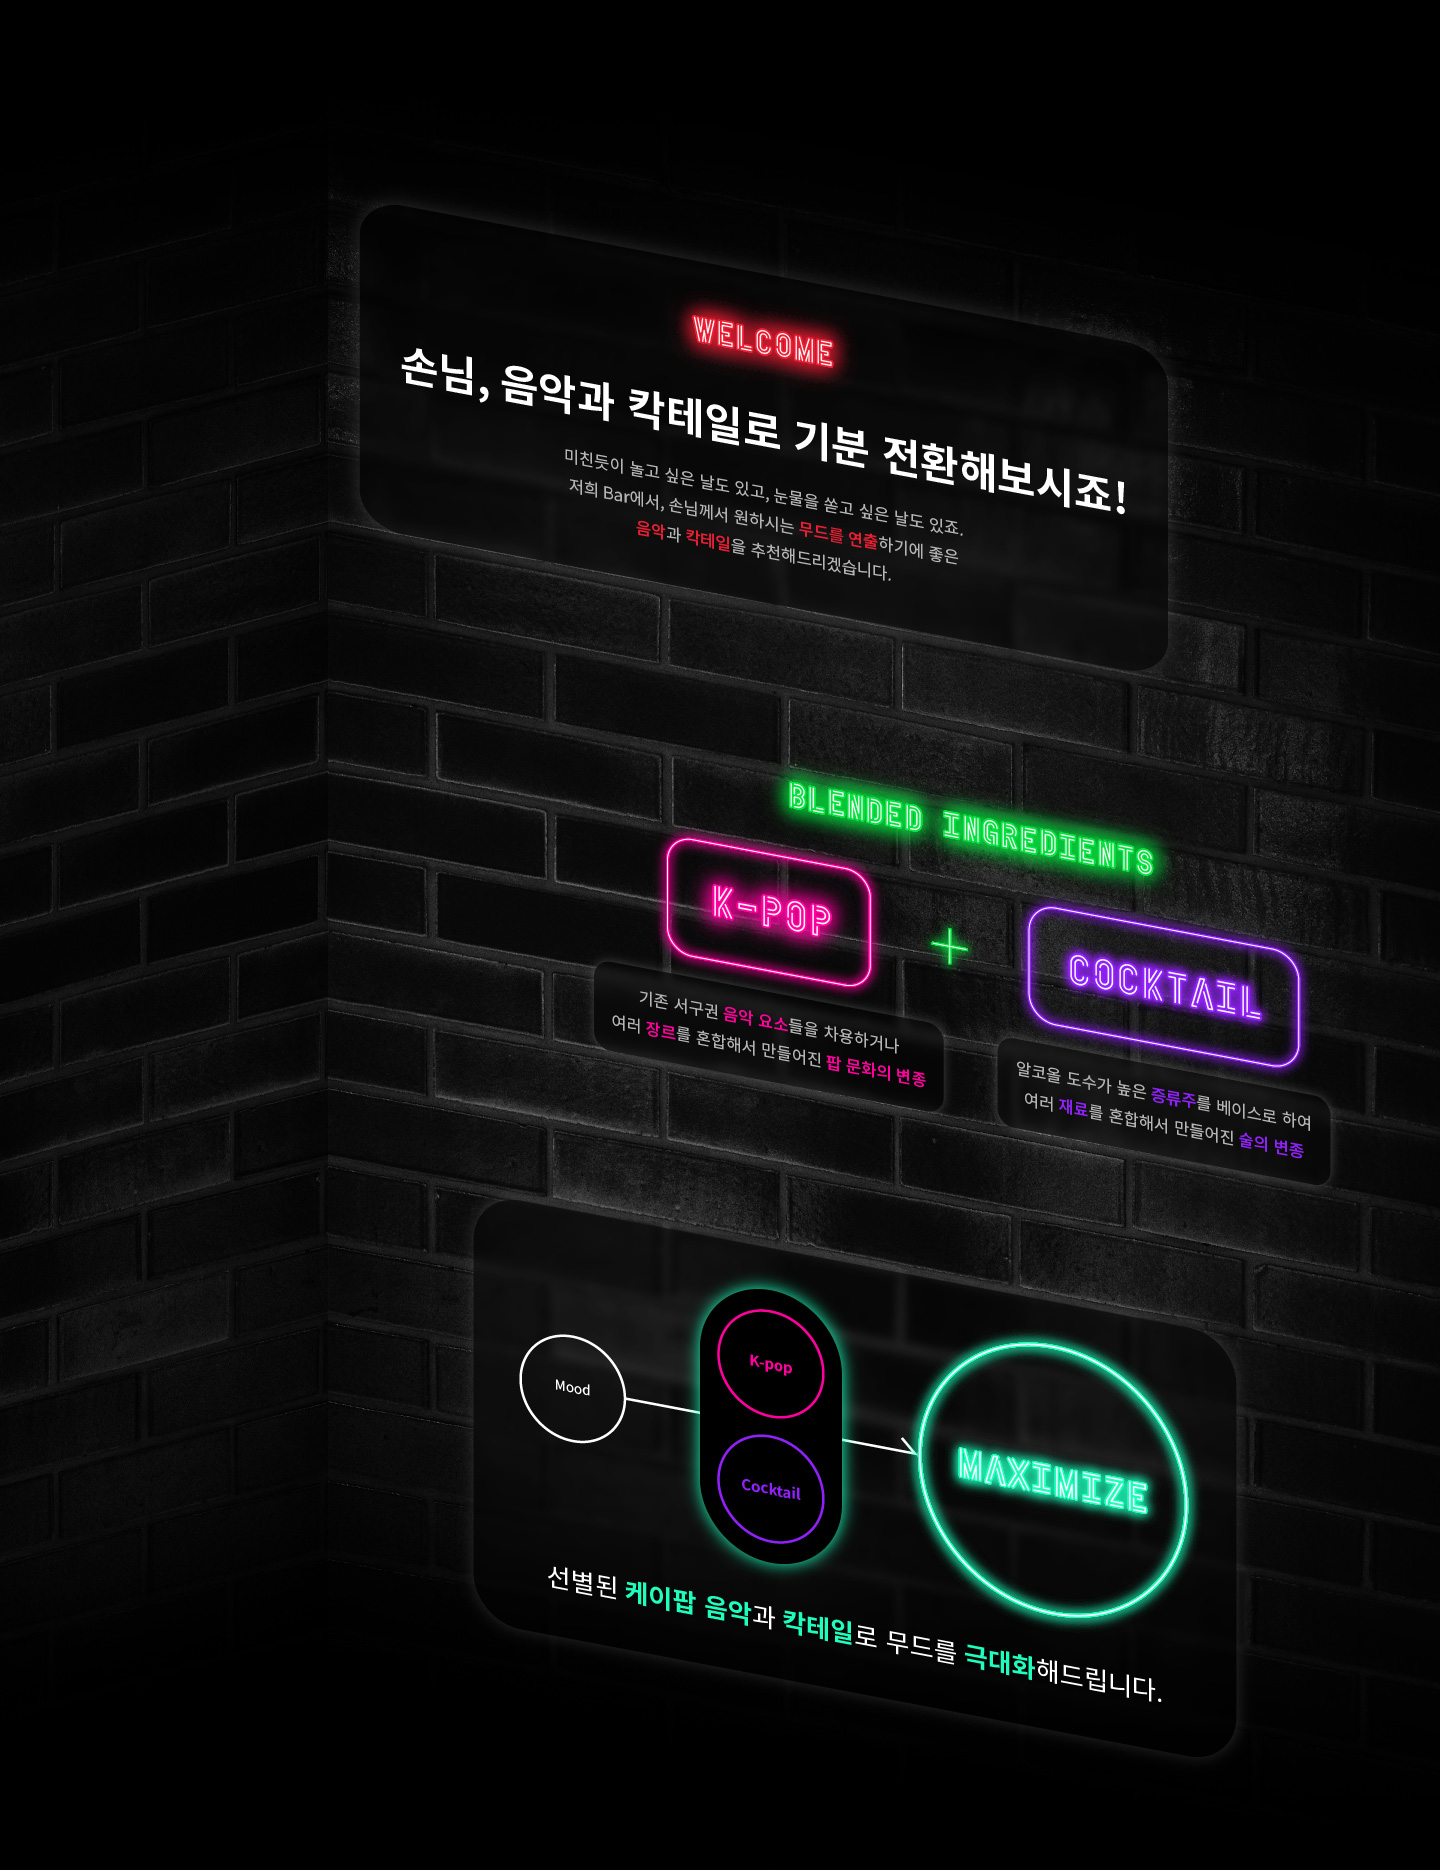 WELCOME
손님, 음악과 칵테일로 기분 전환해보시죠!
미친듯이 놀고 싶은 날도 있고, 눈물을 쏟고 싶은 날도 있죠.
저희 Bar에서, 손님께서 원하시는 무드를 연출하기에 좋은
음악과 칵테일을 추천해드리겠습니다.
BLENDED INGREDIENTS
K-POP
+
COCKTAIL
기존 서구권 음악 요소들을 차용하거나
여러 장르를 혼합해서 만들어진 팝 문화의 변종
알코올 도수가 높은 증류주를 베이스로 하여
여러 재료를 혼합해서 만들어진 술의 변종
Mood
K-pop
Cocktail
MAXIMIZE
선별된 케이팝 음악과 칵테일로 무드를 극대화해드립니다.